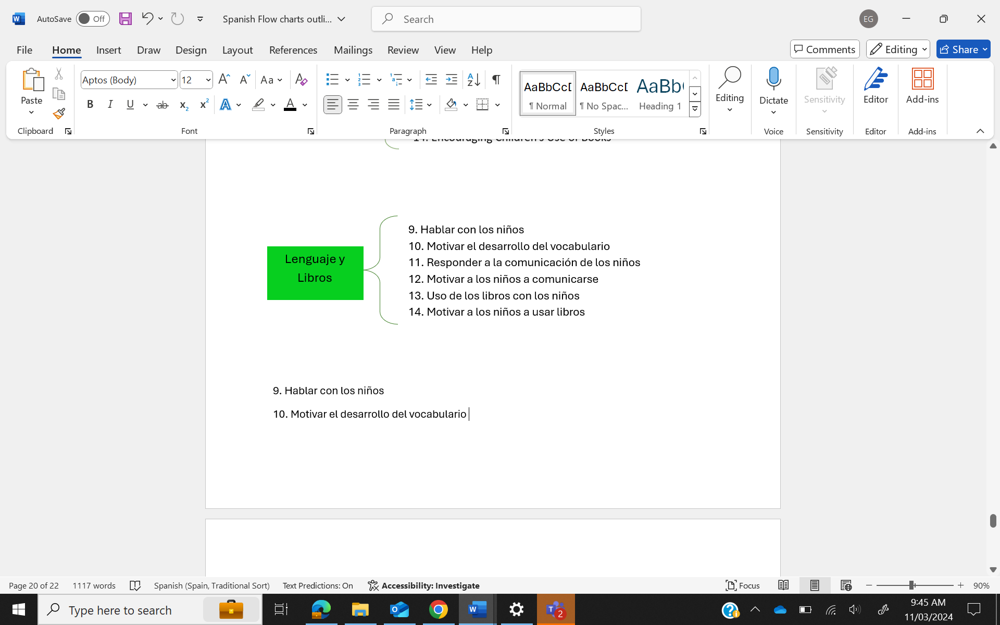 AutoSave Off Spanish Flow charts outli... Search EG
File Home Insert Draw Design Layout References Mailings Review View Help Comments Editing Share
Paste Aptos (Body) 12 AaBbCcD AaBbCcD AaBb Editing Dictate Sensitivity Editor Add-ins
¶ Normal ¶ No Spac... Heading 1
Clipboard Font Paragraph Styles Voice Sensitivity Editor Add-ins
14. Encouraging Children's Use of Books
Lenguaje y
Libros
9. Hablar con los niños
10. Motivar el desarrollo del vocabulario
11. Responder a la comunicación de los niños
12. Motivar a los niños a comunicarse
13. Uso de los libros con los niños
14. Motivar a los niños a usar libros
9. Hablar con los niños
10. Motivar el desarrollo del vocabulario
Page 20 of 22 1117 words Spanish (Spain, Traditional Sort) Text Predictions: On Accessibility: Investigate Focus 90%
Type here to search 2 9:45 AM
11/03/2024